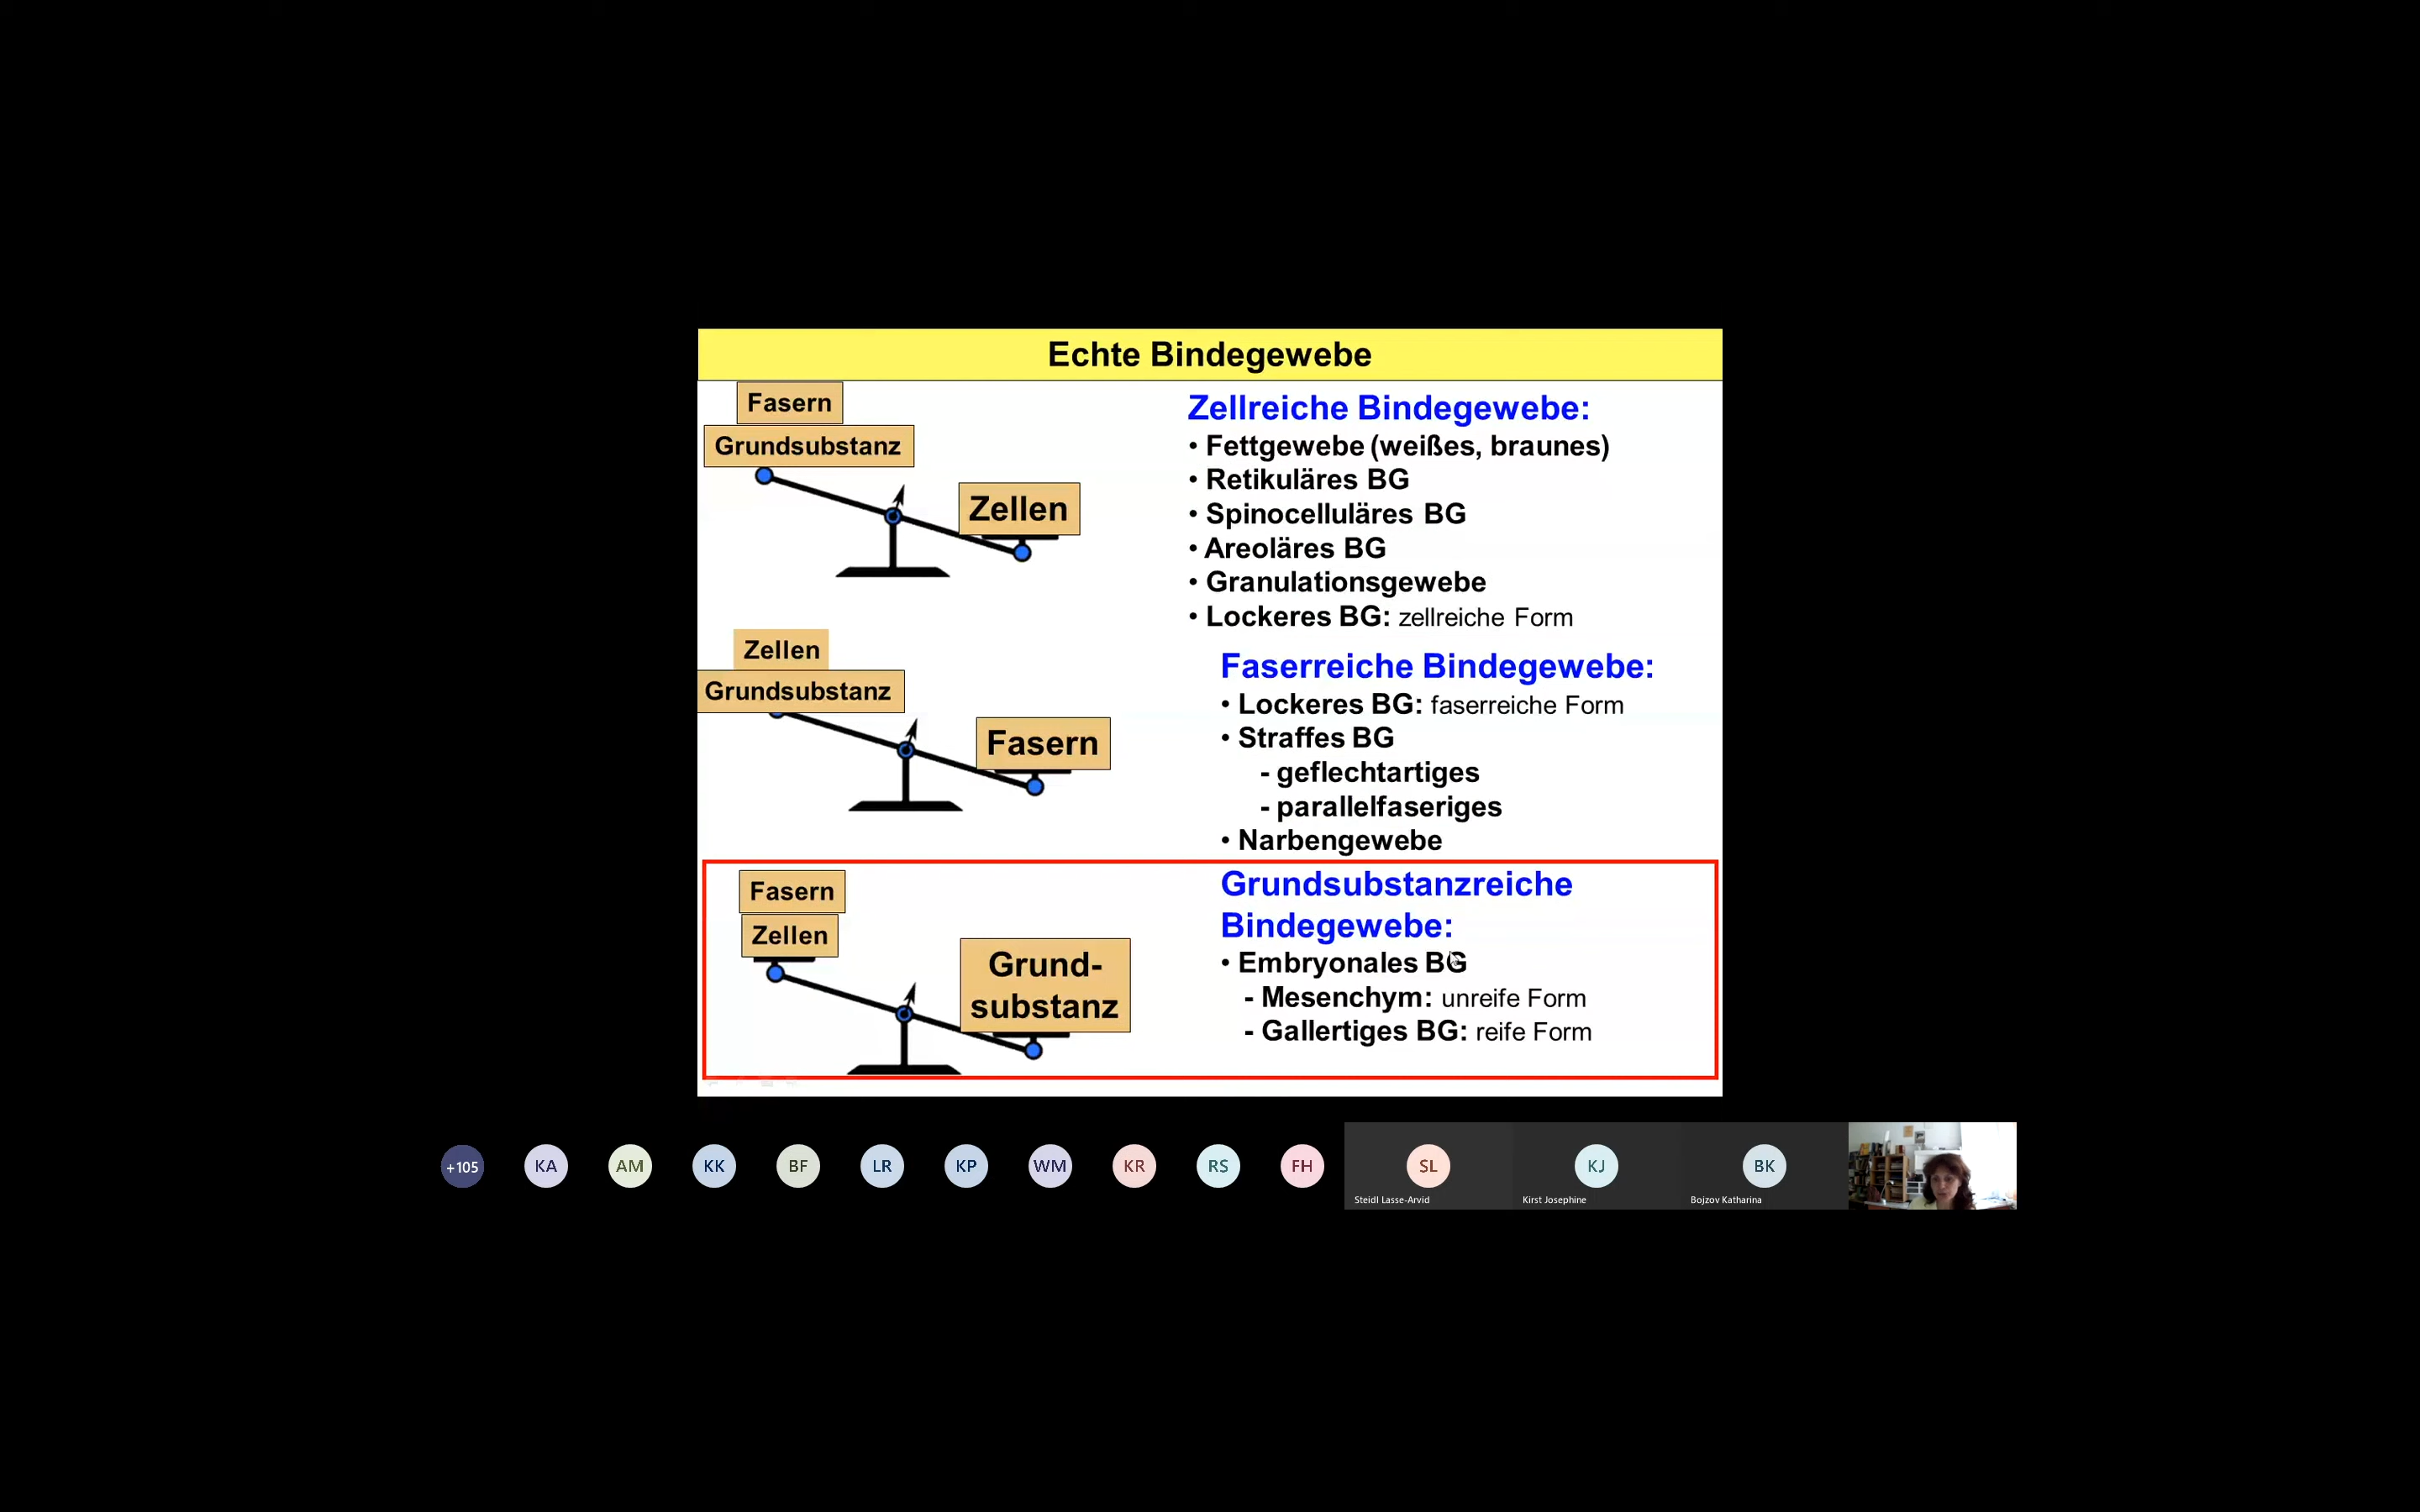 Echte Bindegewebe
Fasern
Grundsubstanz
Zellen
Zellreiche Bindegewebe:
• Fettgewebe (weißes, braunes)
• Retikuläres BG
• Spinocelluläres BG
• Areoläres BG
• Granulationsgewebe
• Lockeres BG: zellreiche Form
Zellen
Grundsubstanz
Fasern
Faserreiche Bindegewebe:
• Lockeres BG: faserreiche Form
• Straffes BG
- geflechtartiges
- parallelfaseriges
• Narbengewebe
Fasern
Zellen
Grund-
substanz
Grundsubstanzreiche
Bindegewebe:
• Embryonales BG
- Mesenchym: unreife Form
- Gallertiges BG: reife Form
+105 KA AM KK BF LR KP WM KR RS FH SL KJ BK
Steidl Lasse-Arvid Kirst Josephine Bojzov Katharina